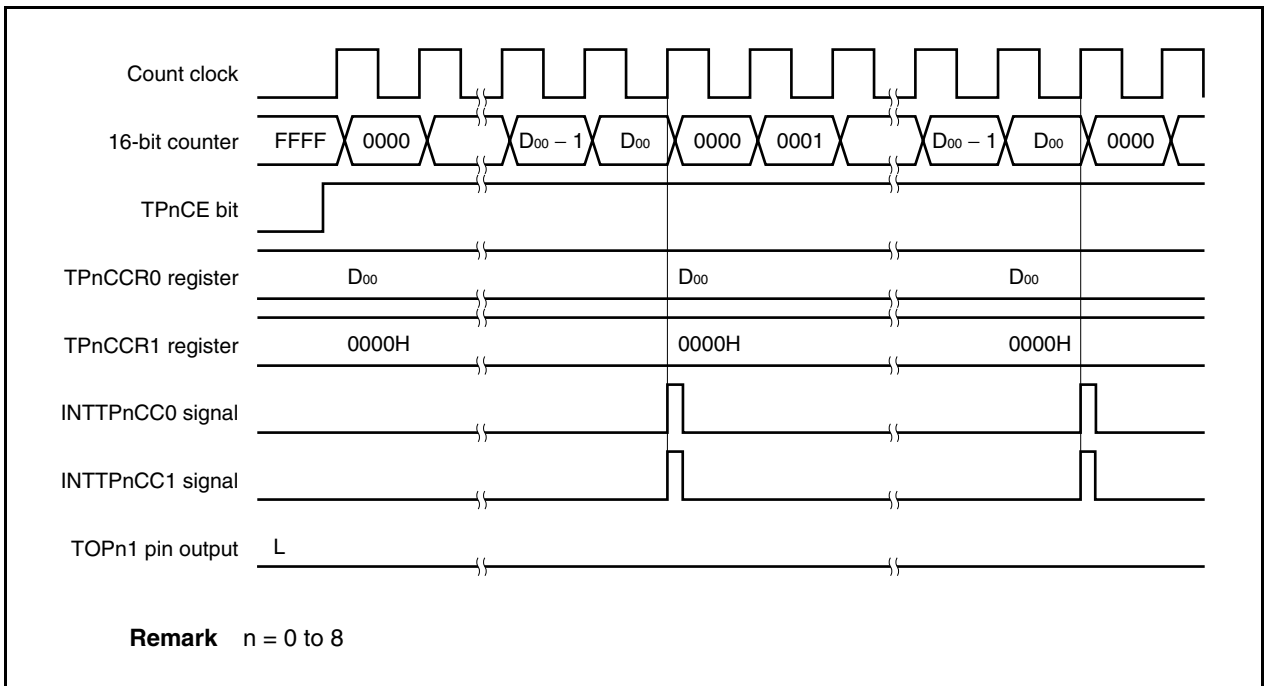 Count clock
16-bit counter FFFF 0000 D00 − 1 D00 0000 0001 D00 − 1 D00 0000
TPnCE bit
TPnCCR0 register D00 D00 D00
TPnCCR1 register 0000H 0000H 0000H
INTTPnCC0 signal
INTTPnCC1 signal
TOPn1 pin output L
Remark n = 0 to 8